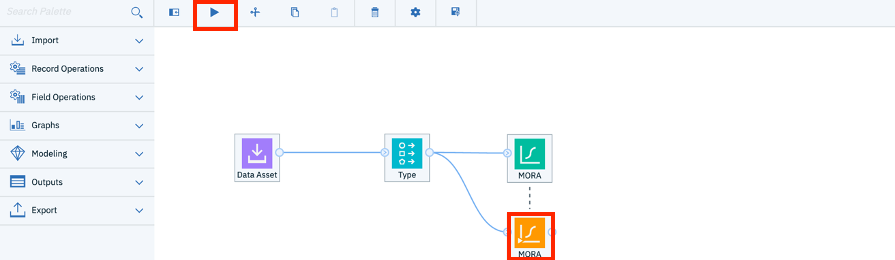 Search Palette
Import
Record Operations
Field Operations
Graphs
Modeling
Outputs
Export
Data Asset
Type
MORA
MORA